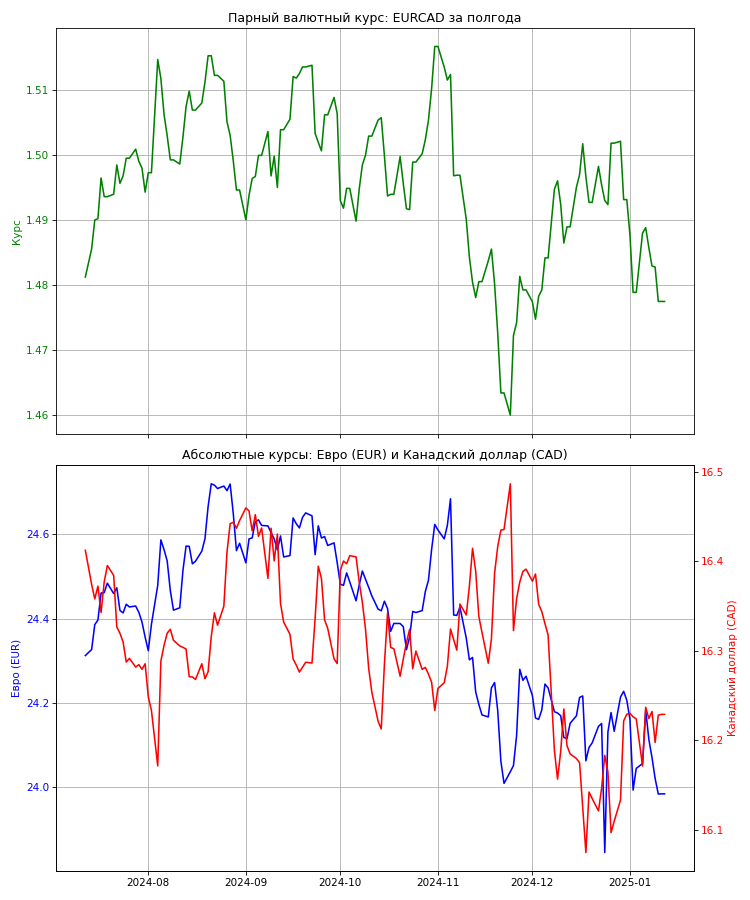 Парный валютный курс: EURCAD за полгода
1.51
1.50
1.49
1.48
1.47
1.46
Курс
Абсолютные курсы: Евро (EUR) и Канадский доллар (CAD)
24.6
24.4
24.2
24.0
Евро (EUR)
16.5
16.4
16.3
16.2
16.1
Канадский доллар (CAD)
2024-08 2024-09 2024-10 2024-11 2024-12 2025-01